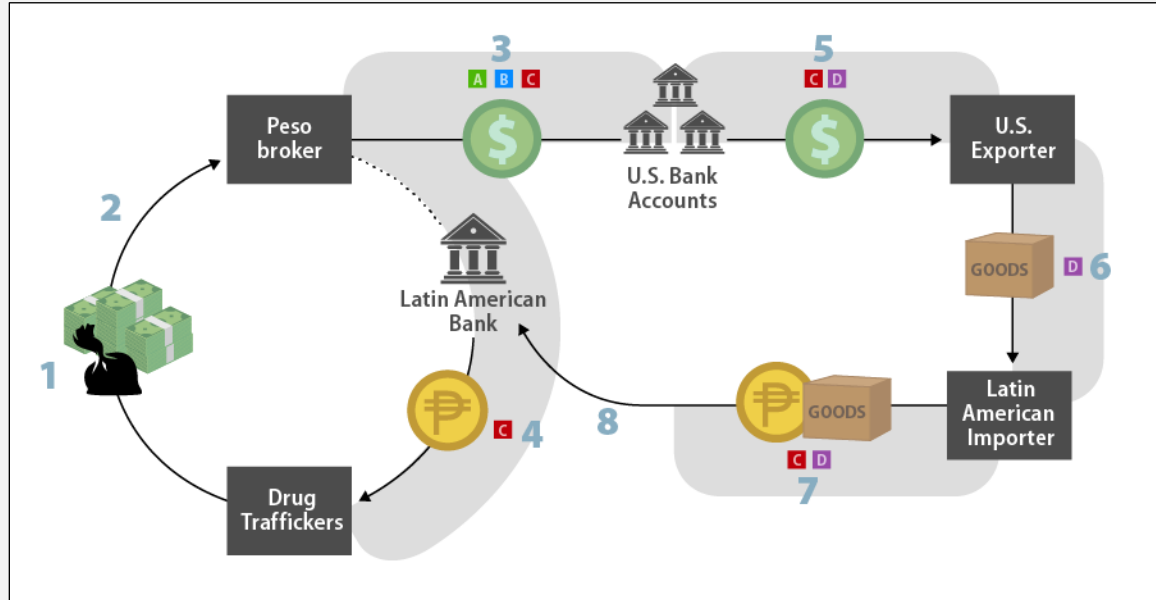 3
A B C
5
C D
Peso
broker
$
$
U.S.
Exporter
U.S. Bank
Accounts
2
GOODS
D
6
Latin American
Bank
1
8
GOODS
Latin
American
Importer
C
4
C D
7
Drug
Traffickers